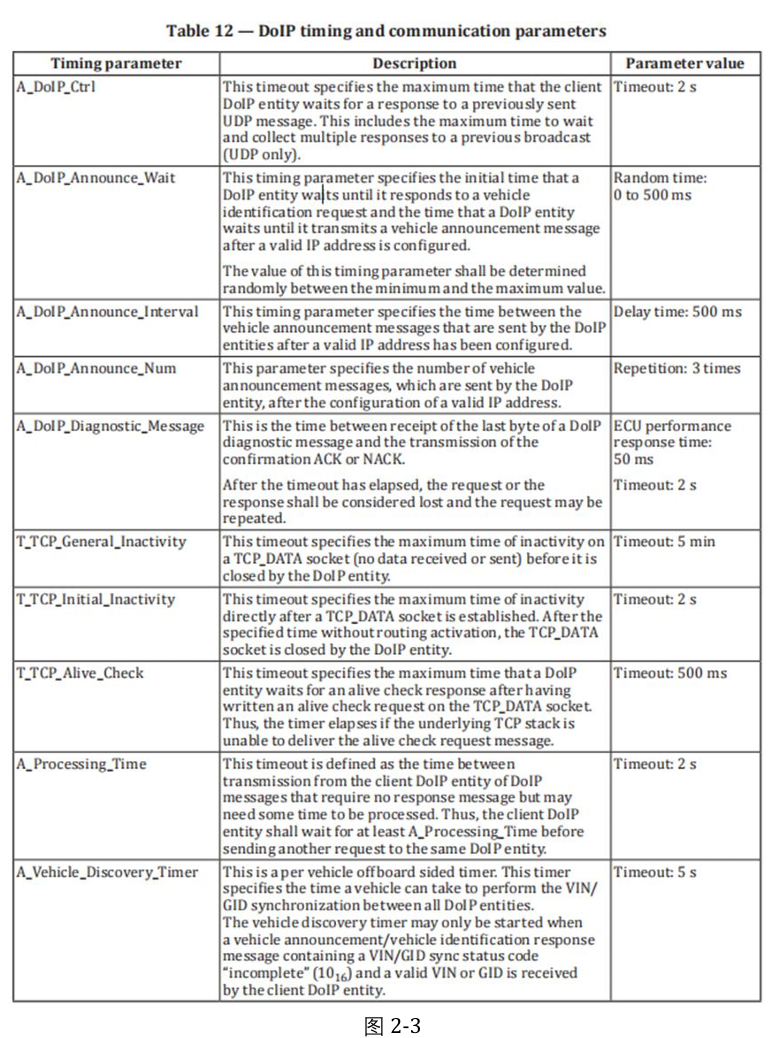 Table 12 — DoIP timing and communication parameters
Timing parameter
Description
Parameter value
A_DoIP_Ctrl
This timeout specifies the maximum time that the client
DoIP entity waits for a response to a previously sent
UDP message. This includes the maximum time to wait
and collect multiple responses to a previous broadcast
(UDP only).
Timeout: 2 s
A_DoIP_Announce_Wait
This timing parameter specifies the initial time that a
DoIP entity waits until it responds to a vehicle
identification request and the time that a DoIP entity
waits until it transmits a vehicle announcement message
after a valid IP address is configured.
The value of this timing parameter shall be determined
randomly between the minimum and the maximum value.
Random time:
0 to 500 ms
A_DoIP_Announce_Interval
This timing parameter specifies the time between the
vehicle announcement messages that are sent by the DoIP
entities after a valid IP address has been configured.
Delay time: 500 ms
A_DoIP_Announce_Num
This parameter specifies the number of vehicle
announcement messages, which are sent by the DoIP
entity, after the configuration of a valid IP address.
Repetition: 3 times
A_DoIP_Diagnostic_Message
This is the time between receipt of the last byte of a DoIP
diagnostic message and the transmission of the
confirmation ACK or NACK.
After the timeout has elapsed, the request or the
response shall be considered lost and the request may be
repeated.
ECU performance
response time:
50 ms
Timeout: 2 s
T_TCP_General_Inactivity
This timeout specifies the maximum time of inactivity on
a TCP_DATA socket (no data received or sent) before it is
closed by the DoIP entity.
Timeout: 5 min
T_TCP_Initial_Inactivity
This timeout specifies the maximum time of inactivity
directly after a TCP_DATA socket is established. After the
specified time without routing activation, the TCP_DATA
socket is closed by the DoIP entity.
Timeout: 2 s
T_TCP_Alive_Check
This timeout specifies the maximum time that a DoIP
entity waits for an alive check response after having
written an alive check request on the TCP_DATA socket.
Thus, the timer elapses if the underlying TCP stack is
unable to deliver the alive check request message.
Timeout: 500 ms
A_Processing_Time
This timeout is defined as the time between
transmission from the client DoIP entity of DoIP
messages that require no response message but may
need some time to be processed. Thus, the client DoIP
entity shall wait for at least A_Processing_Time before
sending another request to the same DoIP entity.
Timeout: 2 s
A_Vehicle_Discovery_Timer
This is a per vehicle offboard sided timer. This timer
specifies the time a vehicle can take to perform the VIN/
GID synchronization between all DoIP entities.
The vehicle discovery timer may only be started when
a vehicle announcement/vehicle identification response
message containing a VIN/GID sync status code
"incomplete" (10₁₆) and a valid VIN or GID is received
by the client DoIP entity.
Timeout: 5 s
图 2-3